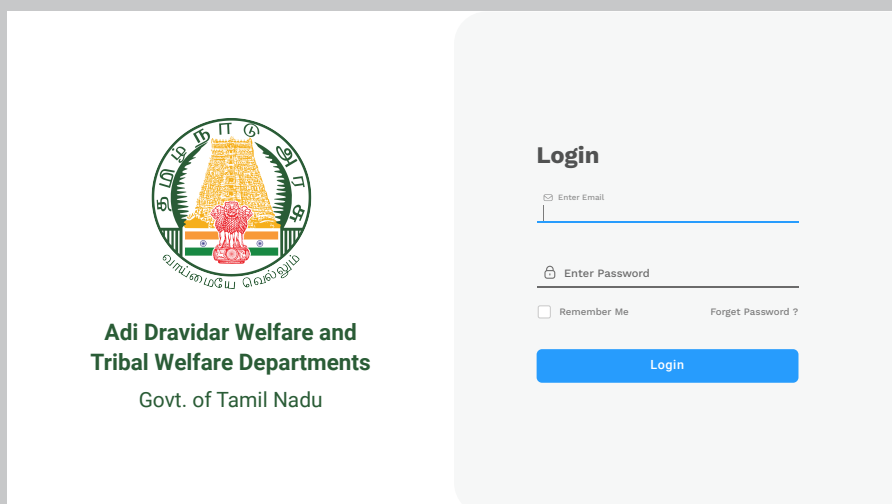 தமிழ்நாடு அரசு
வாய்மையே வெல்லும்
Adi Dravidar Welfare and
Tribal Welfare Departments
Govt. of Tamil Nadu
Login
Enter Email
Enter Password
Remember Me
Forget Password ?
Login